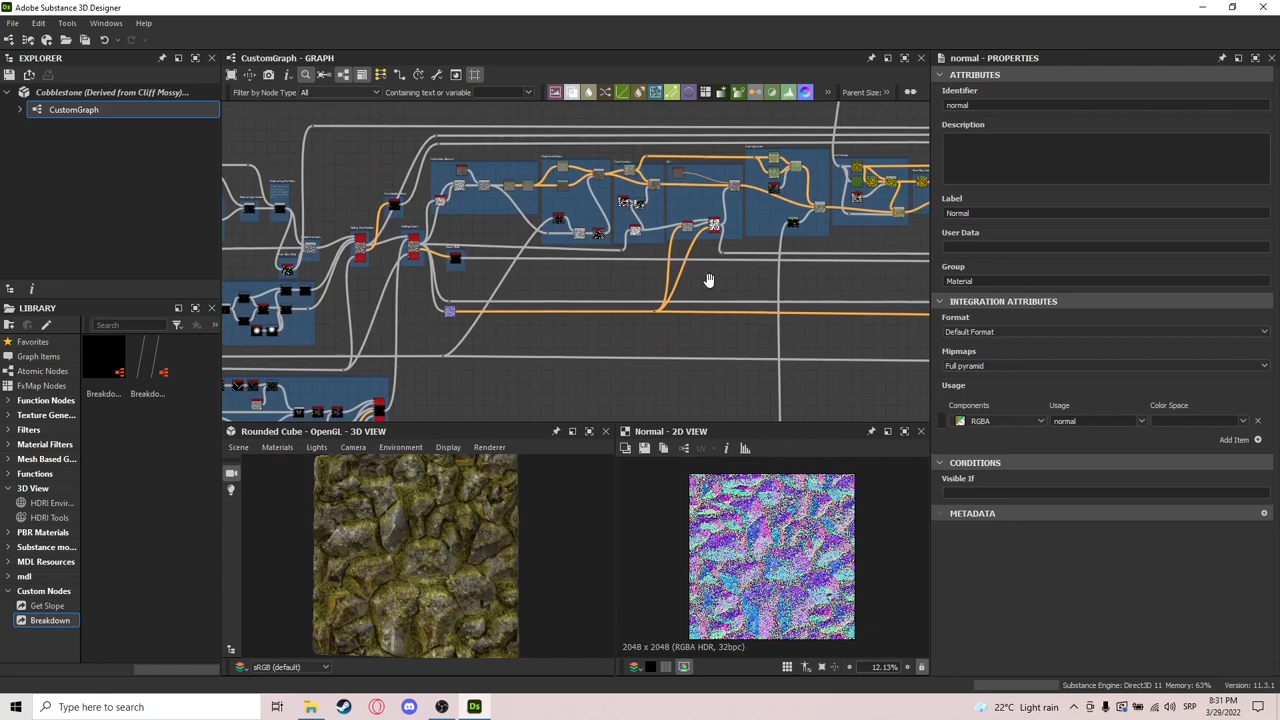 Adobe Substance 3D Designer
File Edit Tools Windows Help
EXPLORER
Cobblestone (Derived from Cliff Mossy)...
CustomGraph
LIBRARY
Search
Favorites
Graph Items
Atomic Nodes
FxMap Nodes
Function Nodes
Texture Gene...
Filters
Material Filters
Mesh Based G...
Functions
3D View
HDRI Envir...
HDRI Tools
PBR Materials
Substance mo...
MDL Resources
mdl
Custom Nodes
Get Slope
Breakdown
Breakdo...
Breakdo...
CustomGraph - GRAPH
Filter by Node Type All Containing text or variable Parent Size: »
Rounded Cube - OpenGL - 3D VIEW
Scene Materials Lights Camera Environment Display Renderer
sRGB (default)
Normal - 2D VIEW
UV
2048 x 2048 (RGBA HDR, 32bpc)
12.13%
normal - PROPERTIES
ATTRIBUTES
Identifier
normal
Description
Label
Normal
User Data
Group
Material
INTEGRATION ATTRIBUTES
Format
Default Format
Mipmaps
Full pyramid
Usage
Components Usage Color Space
RGBA normal
Add Item
CONDITIONS
Visible If
METADATA
Substance Engine: Direct3D 11 Memory: 63% Version: 11.3.1
Type here to search
Ds
22°C Light rain
SRP
8:31 PM
3/29/2022